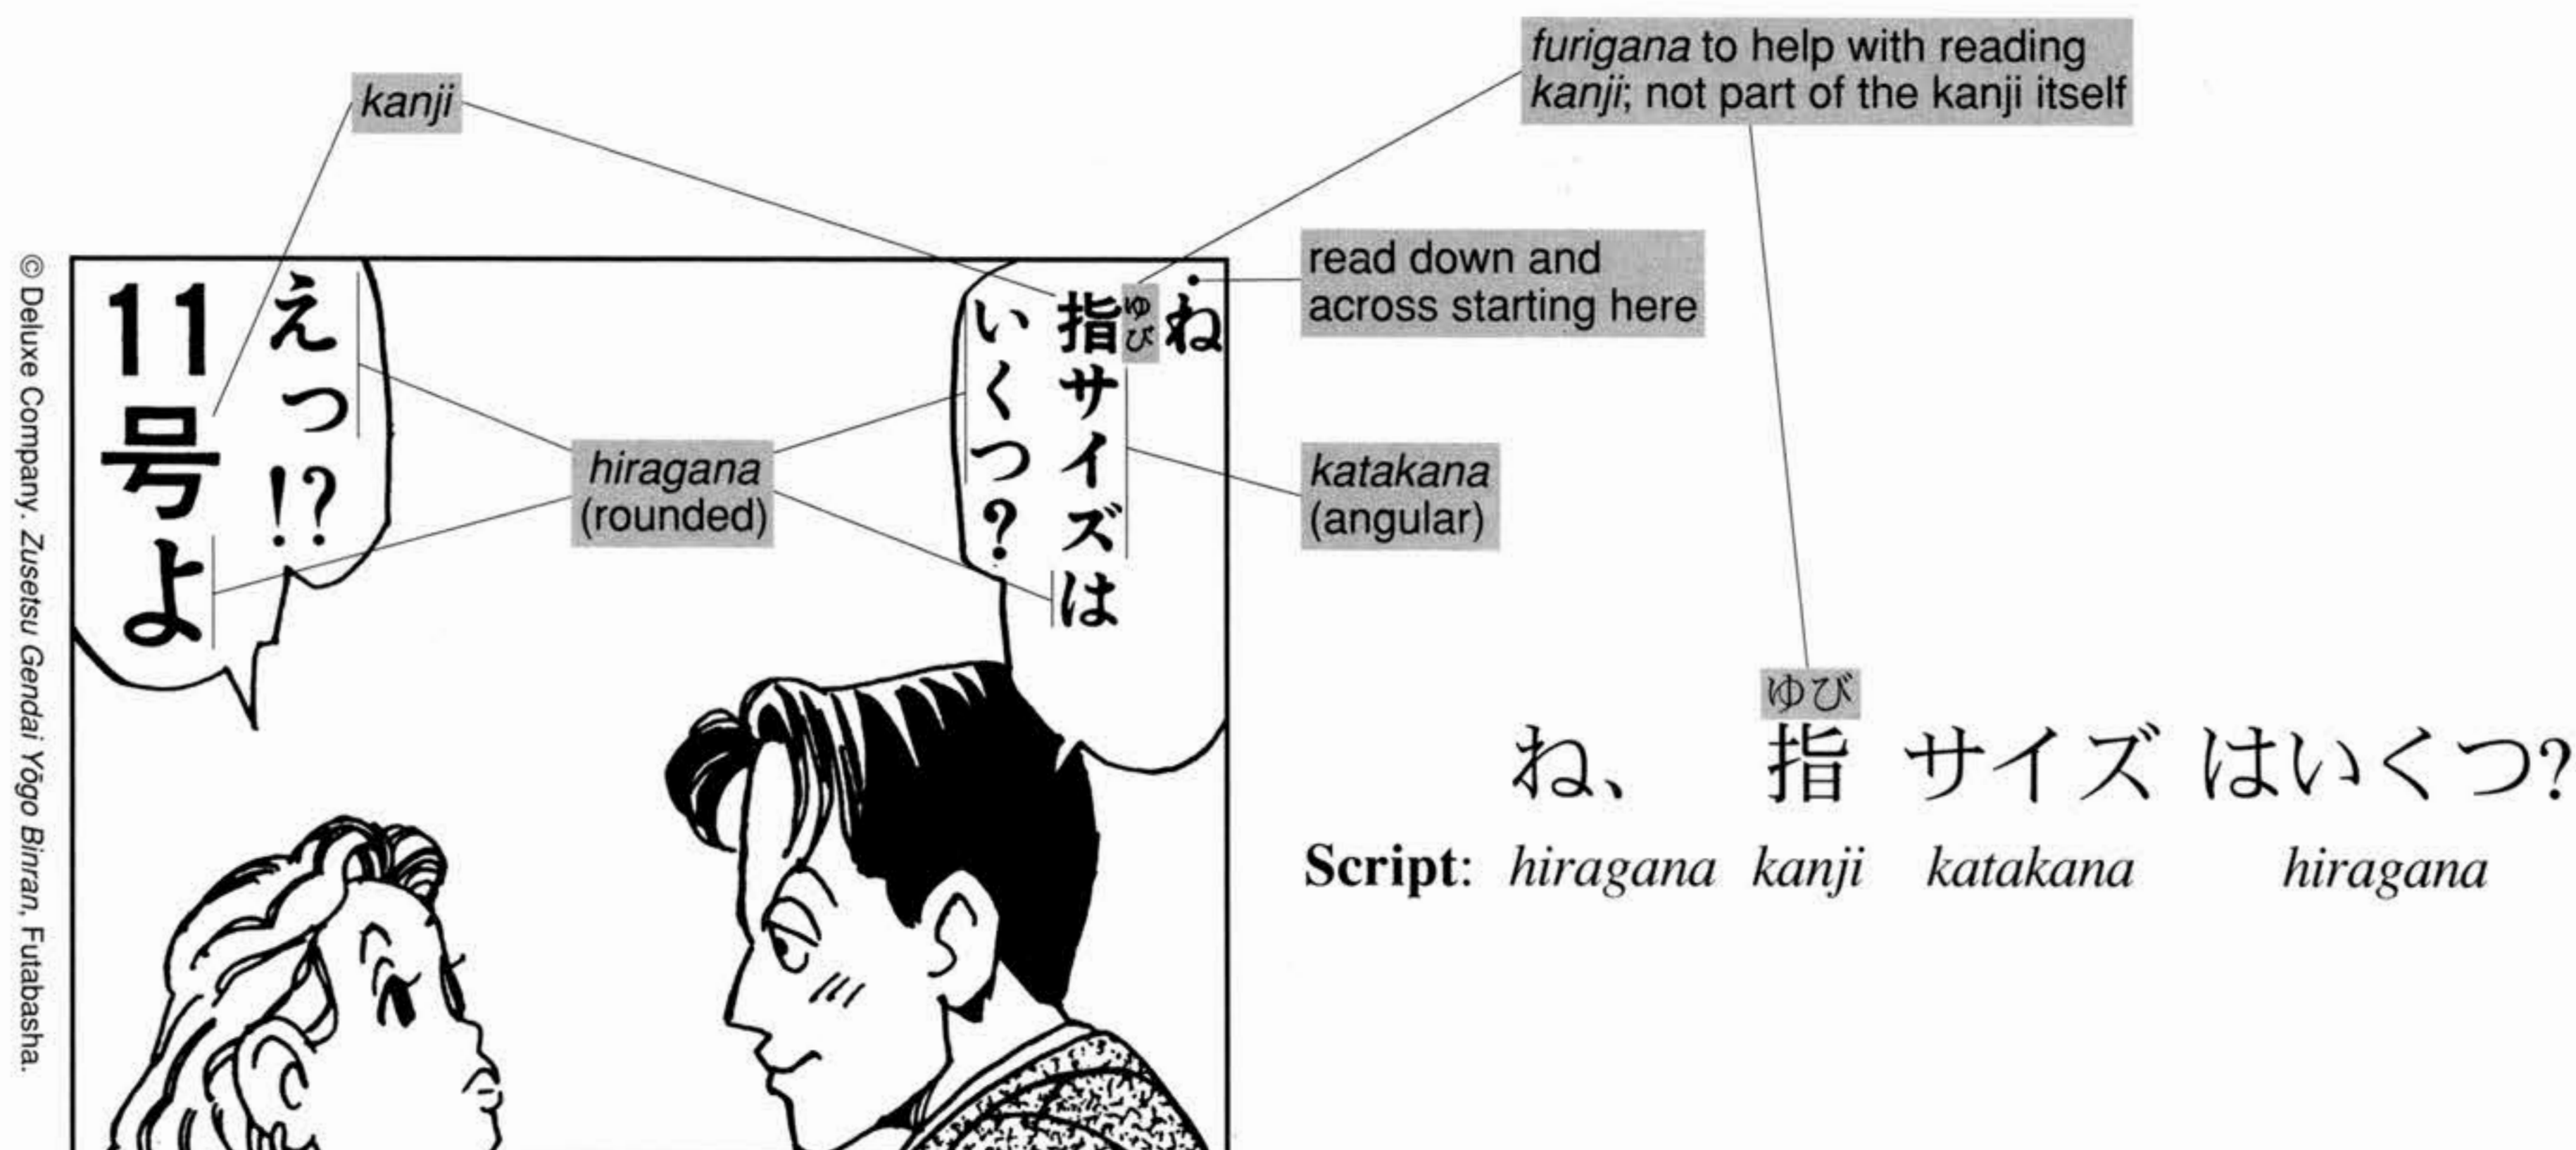 kanji
furigana to help with reading
kanji; not part of the kanji itself
read down and
across starting here
ね
指サイズは
ゆび
いくつ?
えっ!?
11号よ
hiragana
(rounded)
katakana
(angular)
© Deluxe Company. Zusetsu Gendai Yōgo Binran, Futabasha.
ゆび
ね、 指 サイズ はいくつ?
Script: hiragana kanji katakana hiragana